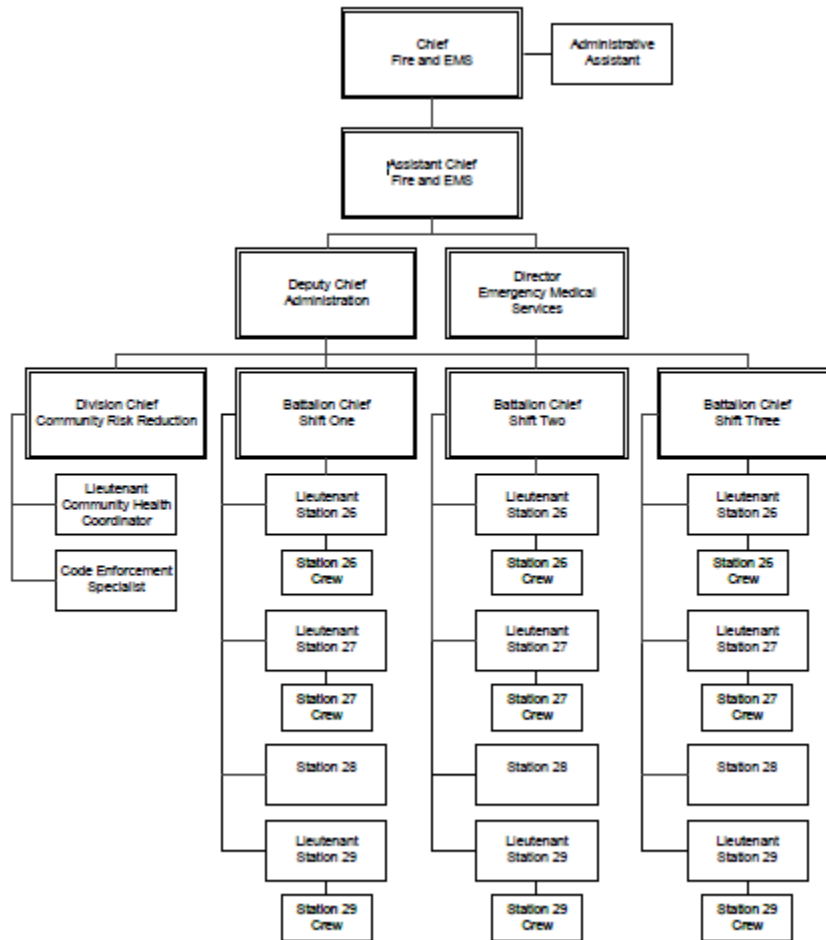 Chief
Fire and EMS
Administrative
Assistant
Assistant Chief
Fire and EMS
Deputy Chief
Administration
Director
Emergency Medical
Services
Division Chief
Community Risk Reduction
Lieutenant
Community Health
Coordinator
Code Enforcement
Specialist
Battalion Chief
Shift One
Lieutenant
Station 26
Station 26
Crew
Lieutenant
Station 27
Station 27
Crew
Station 28
Lieutenant
Station 29
Station 29
Crew
Battalion Chief
Shift Two
Lieutenant
Station 26
Station 26
Crew
Lieutenant
Station 27
Station 27
Crew
Station 28
Lieutenant
Station 29
Station 29
Crew
Battalion Chief
Shift Three
Lieutenant
Station 26
Station 26
Crew
Lieutenant
Station 27
Station 27
Crew
Station 28
Lieutenant
Station 29
Station 29
Crew